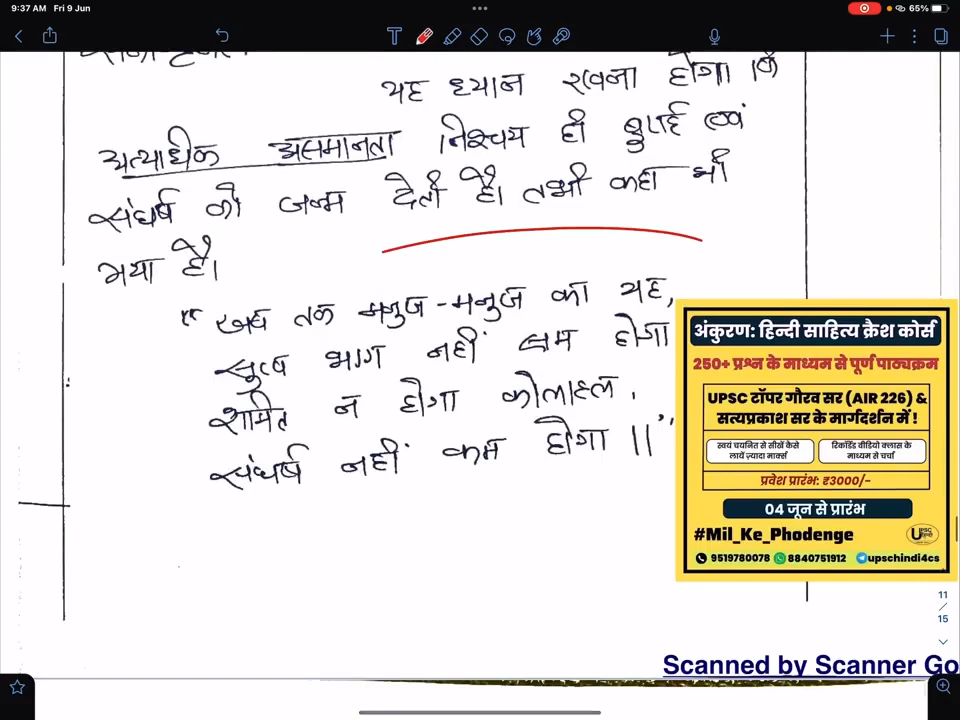 9:37 AM Fri 9 Jun
65%
यह ध्यान रखना होगा कि
अत्याधीक असमानता निश्चय ही बुराई एवं
संघर्ष को जन्म देती है। तभी कहा भी
गया है।
"जब तक मनुज-मनुज का यह,
सुख भाग नहीं सम होगा
शमित न होगा कोलाहल,
संघर्ष नहीं कम होगा ||"
अंकुरण: हिन्दी साहित्य क्रैश कोर्स
250+ प्रश्न के माध्यम से पूर्ण पाठ्यक्रम
UPSC टॉपर गौरव सर (AIR 226) &
सत्यप्रकाश सर के मार्गदर्शन में !
स्वयं चयनित से सीखें कैसे
लायें ज़्यादा मार्क्स
रिकॉर्डिड वीडियो क्लास के
माध्यम से चर्चा
प्रवेश प्रारंभ: ₹3000/-
04 जून से प्रारंभ
#Mil_Ke_Phodenge
9519780078 8840751912 upschindi4cs
11
/
15
Scanned by Scanner Go